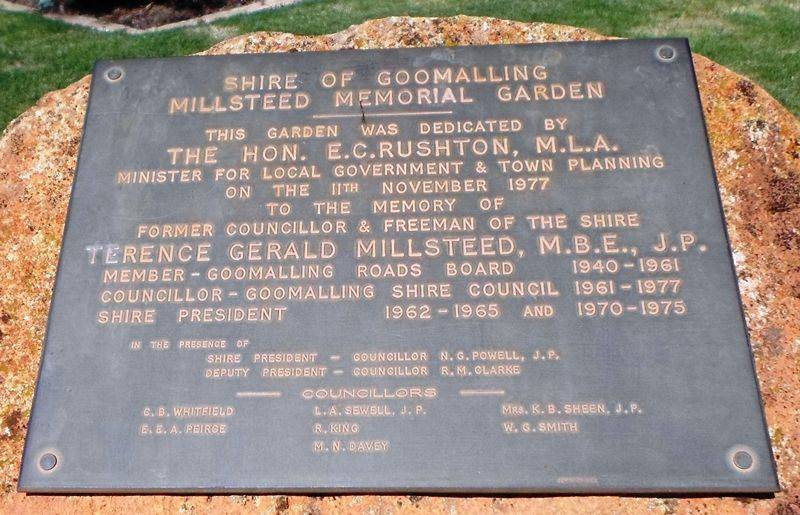 SHIRE OF GOOMALLING
MILLSTEED MEMORIAL GARDEN
THIS GARDEN WAS DEDICATED BY
THE HON. E.C.RUSHTON, M.L.A.
MINISTER FOR LOCAL GOVERNMENT & TOWN PLANNING
ON THE 11TH NOVEMBER 1977
TO THE MEMORY OF
FORMER COUNCILLOR & FREEMAN OF THE SHIRE
TERENCE GERALD MILLSTEED, M.B.E., J.P.
MEMBER - GOOMALLING ROADS BOARD 1940 - 1961
COUNCILLOR - GOOMALLING SHIRE COUNCIL 1961 - 1977
SHIRE PRESIDENT 1962 - 1965 AND 1970 - 1975
IN THE PRESENCE OF
SHIRE PRESIDENT - COUNCILLOR N.G.POWELL, J.P.
DEPUTY PRESIDENT - COUNCILLOR R.M.CLARKE
COUNCILLORS
C.B. WHITFIELD L.A. SEWELL, J.P. MRS. K.B. SHEEN, J.P.
E.E.A. PEIRCE R.KING W.G. SMITH
M.N. DAVEY